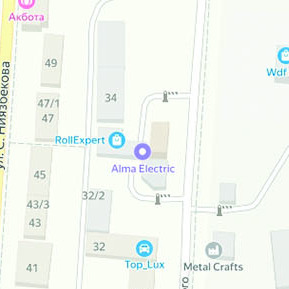 Акбота
ул. С. Ниязбекова
49
Wdf
34
47/1
47
RollExpert
Alma Electric
45
32/2
43/3
43
32
Top_Lux
Metal Crafts
41
ого